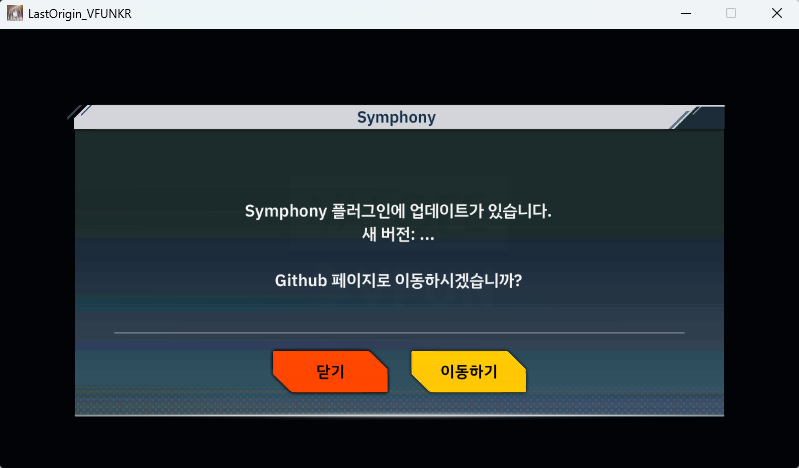 LastOrigin_VFUNKR
Symphony
Symphony 플러그인에 업데이트가 있습니다.
새 버전: ...
Github 페이지로 이동하시겠습니까?
닫기
이동하기